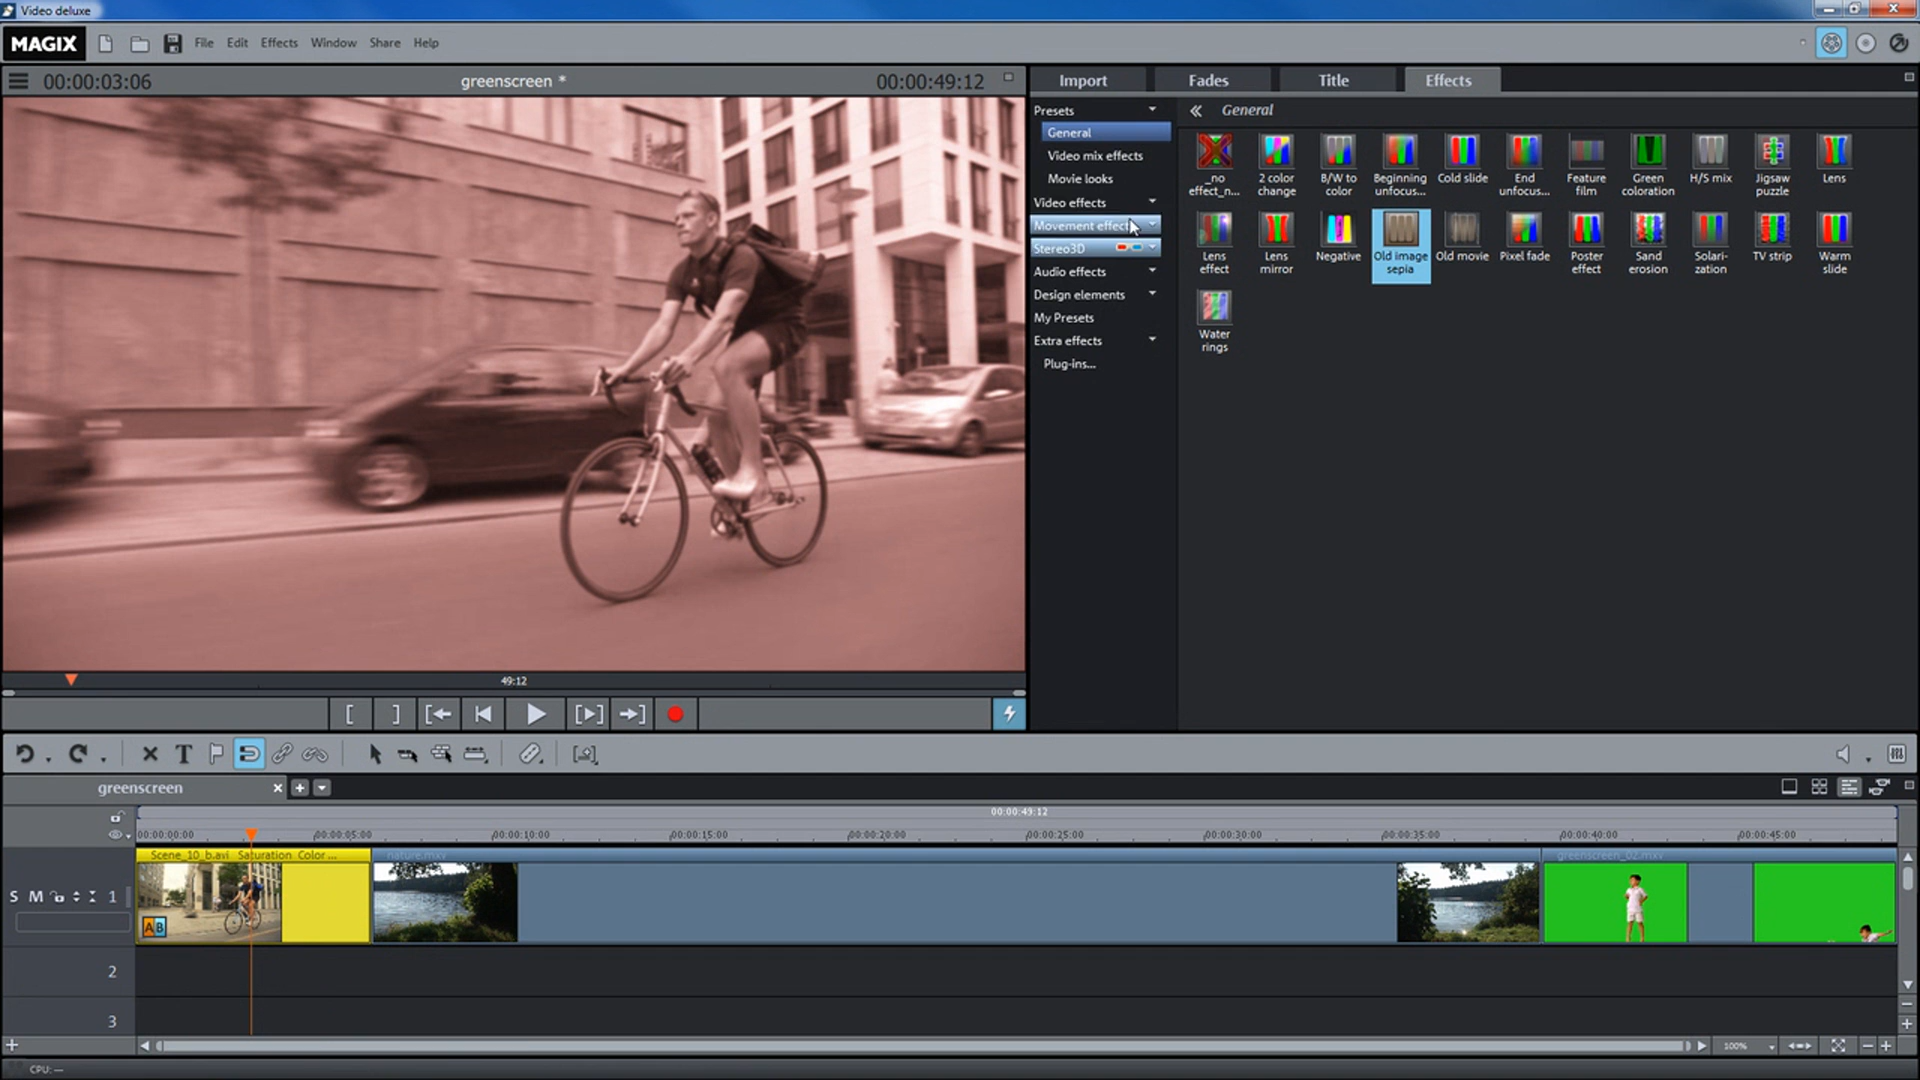 Video deluxe
MAGIX File Edit Effects Window Share Help
00:00:03:06 greenscreen * 00:00:49:12
Import Fades Title Effects
Presets
General
Video mix effects
Movie looks
Video effects
Movement effect
Stereo3D
Audio effects
Design elements
My Presets
Extra effects
Plug-ins...
General
_no effect_n...
2 color change
B/W to color
Beginning unfocus...
Cold slide
End unfocus...
Feature film
Green coloration
H/S mix
Jigsaw puzzle
Lens
Lens effect
Lens mirror
Negative
Old image sepia
Old movie
Pixel fade
Poster effect
Sand erosion
Solari-zation
TV strip
Warm slide
Water rings
49:12
greenscreen
00:00:49:12
00:00:00:00 00:00:05:00 00:00:10:00 00:00:15:00 00:00:20:00 00:00:25:00 00:00:30:00 00:00:35:00 00:00:40:00 00:00:45:00
Scene_10_b.avi Saturation Color ... nature.mxv greenscreen_02.mxv
S M 1
AB
2
3
100%
CPU: —